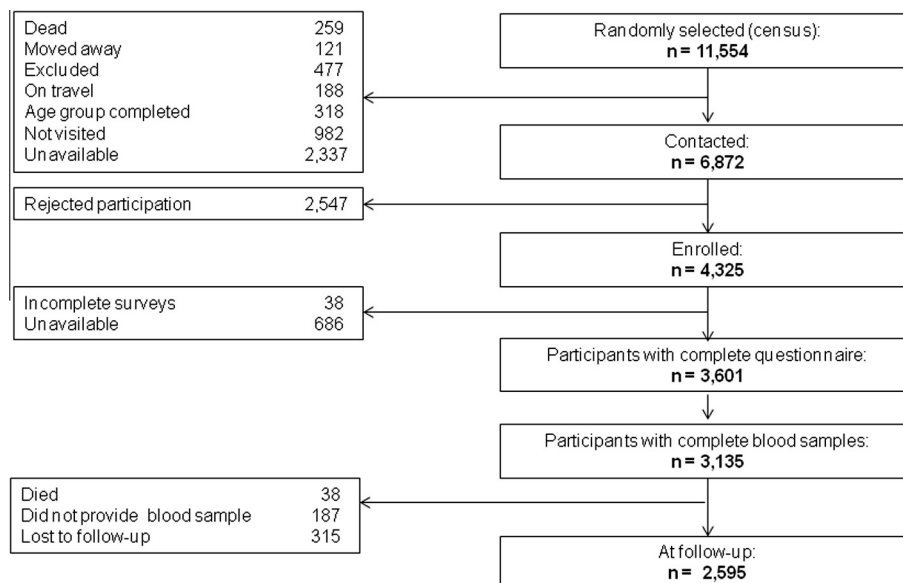 Randomly selected (census):
n = 11,554
Dead 259
Moved away 121
Excluded 477
On travel 188
Age group completed 318
Not visited 982
Unavailable 2,337
Contacted:
n = 6,872
Rejected participation 2,547
Enrolled:
n = 4,325
Incomplete surveys 38
Unavailable 686
Participants with complete questionnaire:
n = 3,601
Participants with complete blood samples:
n = 3,135
Died 38
Did not provide blood sample 187
Lost to follow-up 315
At follow-up:
n = 2,595